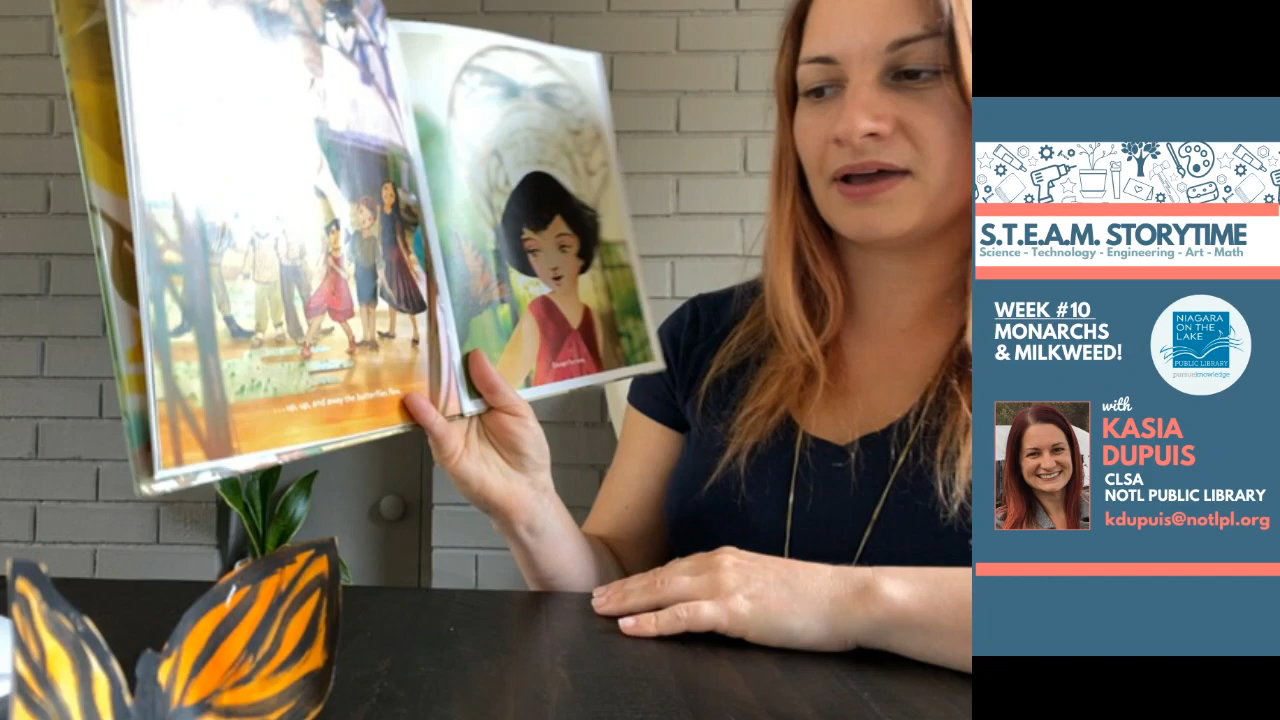 ...up, up, and away the butterflies flew.
S.T.E.A.M. STORYTIME
Science - Technology - Engineering - Art - Math
WEEK #10
MONARCHS
& MILKWEED!
NIAGARA
ON THE
LAKE
PUBLIC LIBRARY
pursueknowledge
with
KASIA
DUPUIS
CLSA
NOTL PUBLIC LIBRARY
kdupuis@notlpl.org